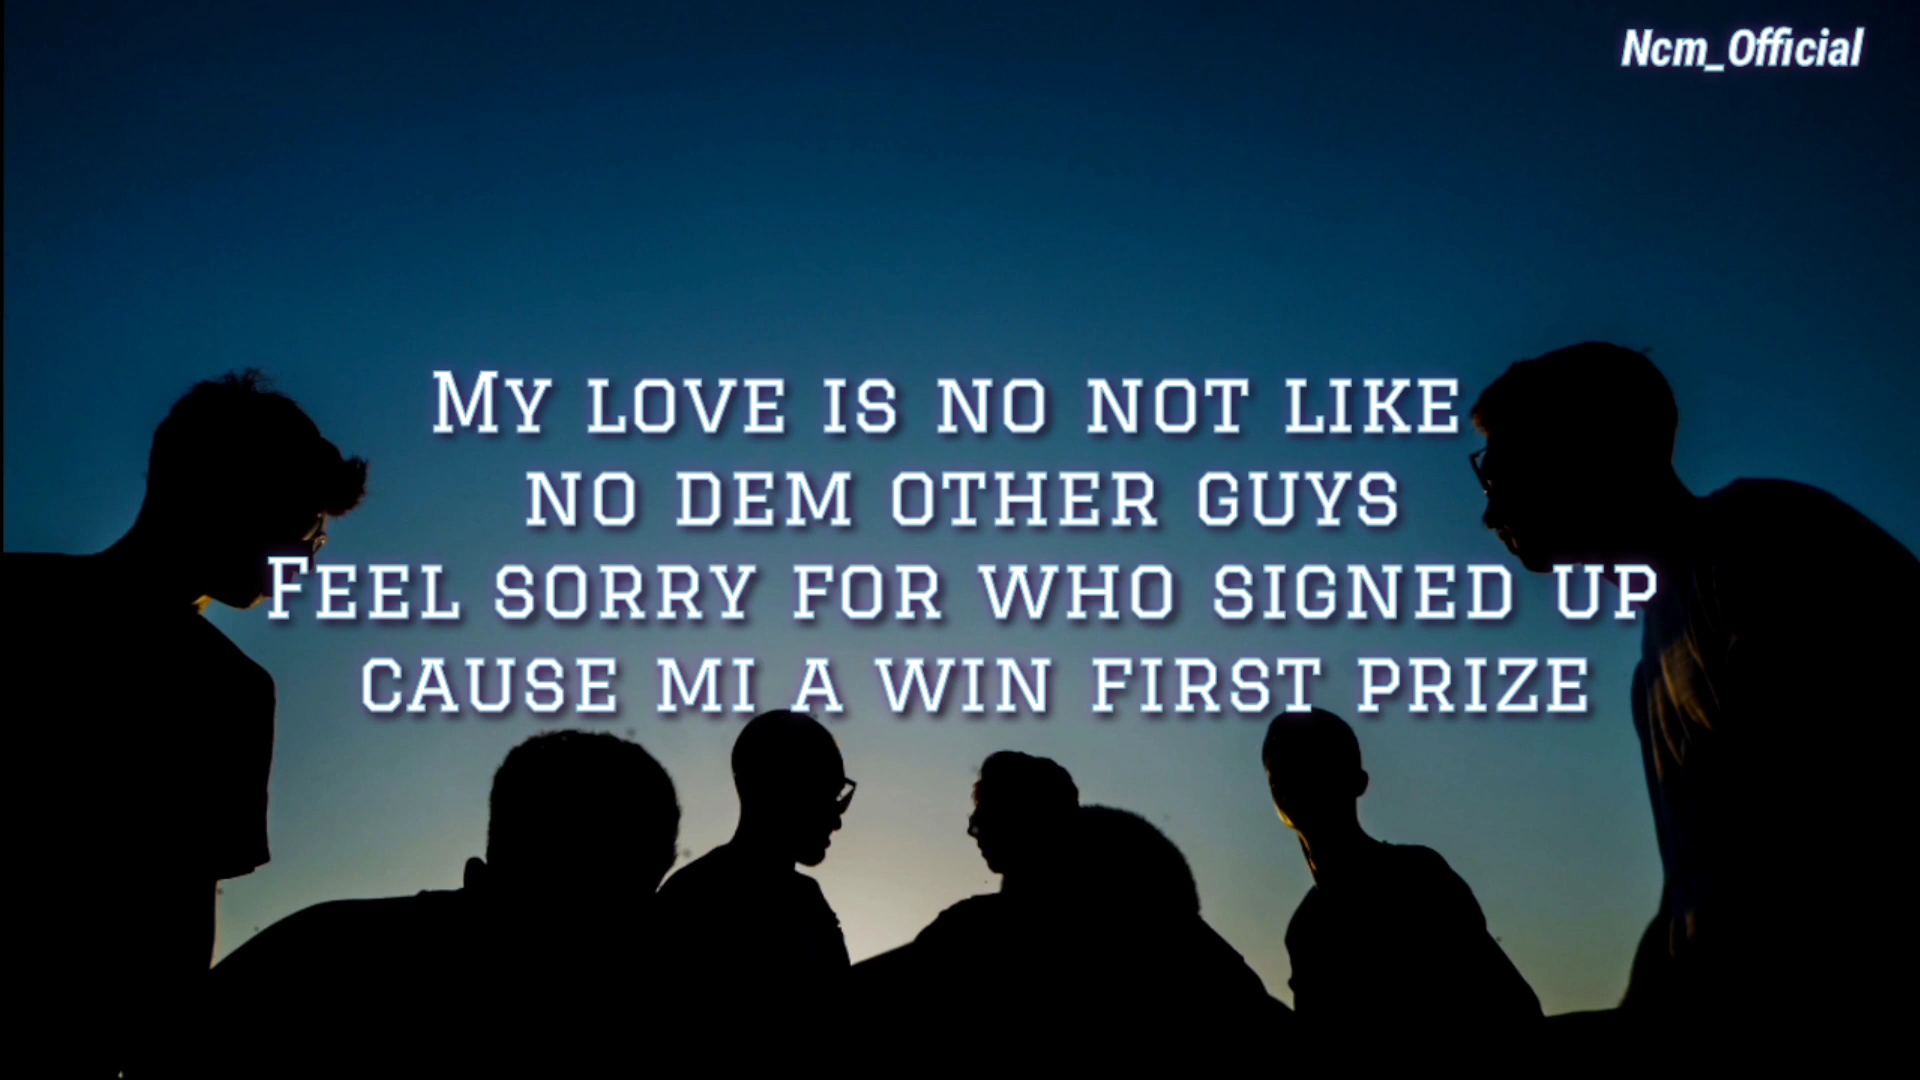 Ncm_Official
My love is no not like
no dem other guys
Feel sorry for who signed up
cause mi a win first prize